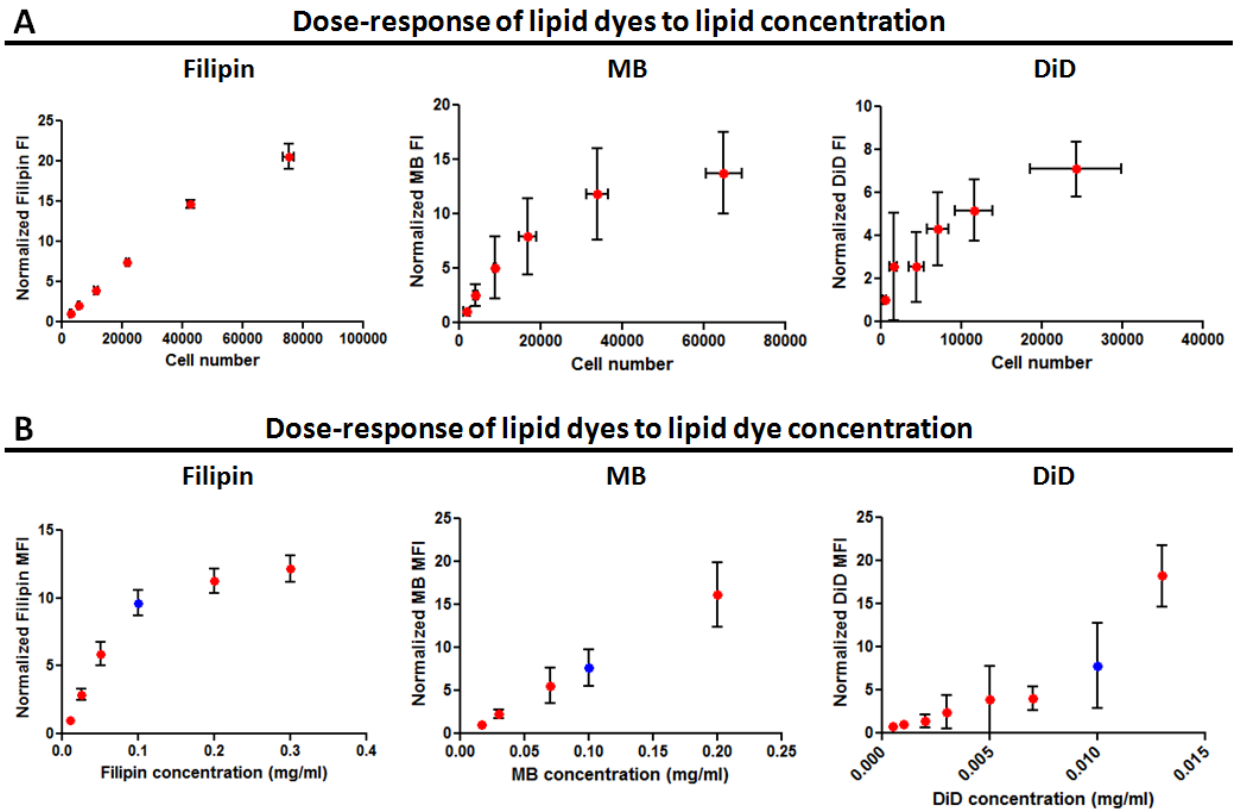 A Dose-response of lipid dyes to lipid concentration
Filipin MB DiD
Normalized Filipin FI
25
20
15
10
5
0
0 20000 40000 60000 80000 100000
Cell number
Normalized MB FI
20
15
10
5
0
0 20000 40000 60000 80000
Cell number
Normalized DiD FI
10
8
6
4
2
0
0 10000 20000 30000 40000
Cell number
B Dose-response of lipid dyes to lipid dye concentration
Filipin MB DiD
Normalized Filipin MFI
15
10
5
0
0.0 0.1 0.2 0.3 0.4
Filipin concentration (mg/ml)
Normalized MB MFI
25
20
15
10
5
0
0.00 0.05 0.10 0.15 0.20 0.25
MB concentration (mg/ml)
Normalized DiD MFI
25
20
15
10
5
0
0.000 0.005 0.010 0.015
DiD concentration (mg/ml)